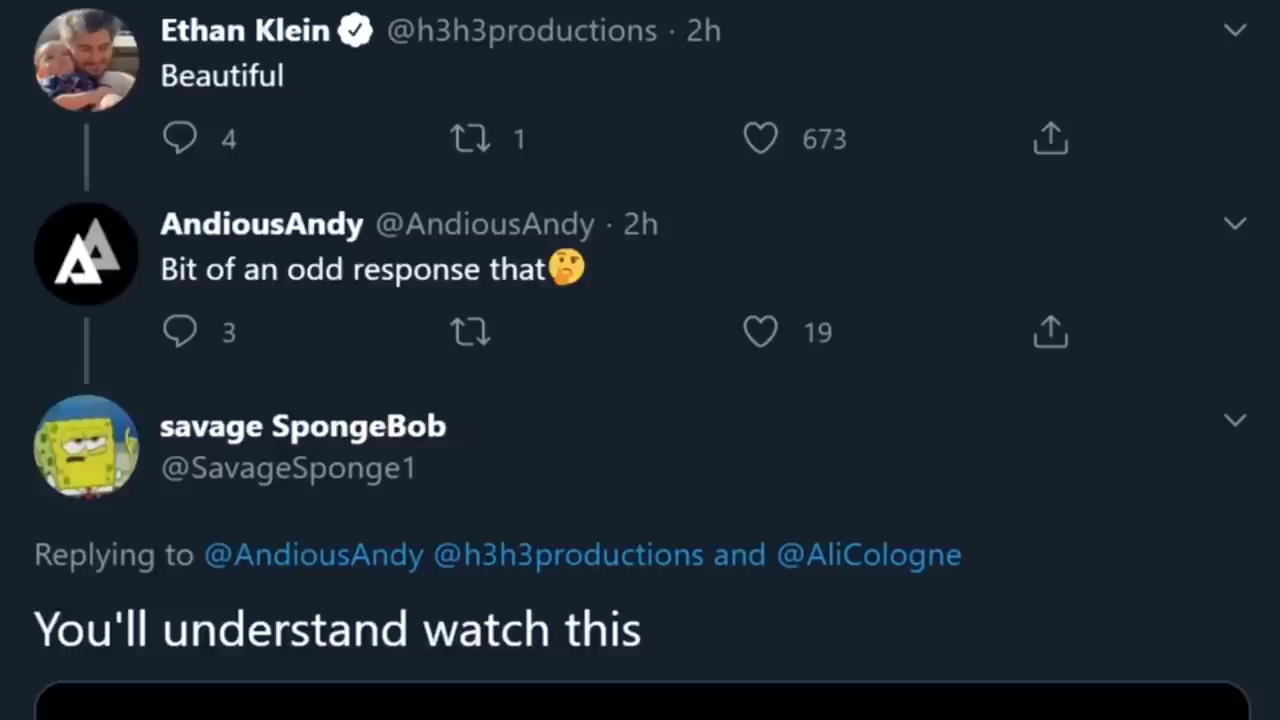 Ethan Klein @h3h3productions · 2h
Beautiful
4 1 673
AndiousAndy @AndiousAndy · 2h
Bit of an odd response that🤔
3 19
savage SpongeBob
@SavageSponge1
Replying to @AndiousAndy @h3h3productions and @AliCologne
You'll understand watch this